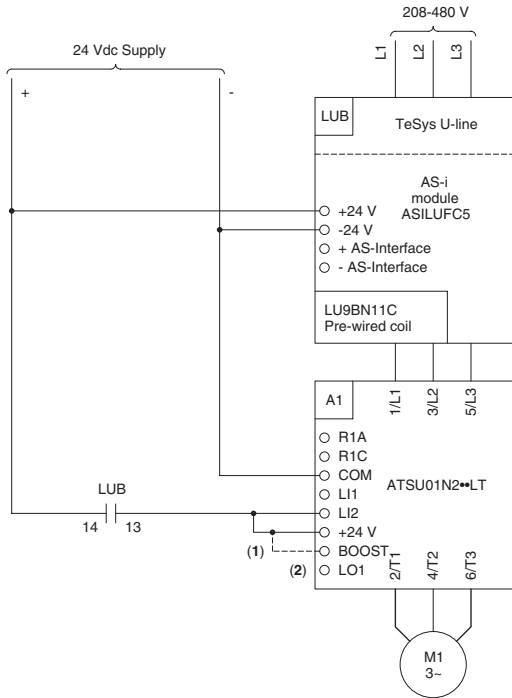 208-480 V
L1 L2 L3
24 Vdc Supply
+ -
LUB
TeSys U-line
AS-i
module
ASILUFC5
+24 V
-24 V
+ AS-Interface
- AS-Interface
LU9BN11C
Pre-wired coil
A1
1/L1 3/L2 5/L3
R1A
R1C
COM
ATSU01N2••LT
LI1
LUB
LI2
14 13
+24 V
(1)
BOOST
(2)
LO1
2/T1 4/T2 6/T3
M1
3~